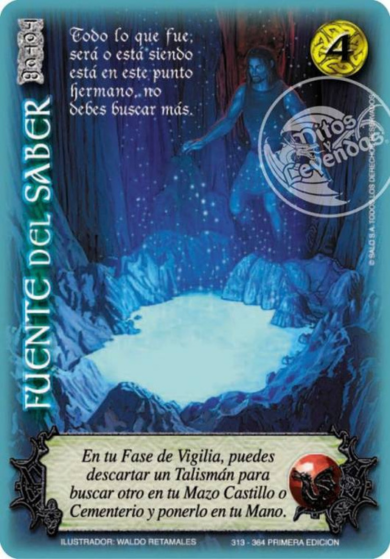 Todo lo que fue,
será o está siendo
está en este punto
hermano, no
debes buscar más.
4
Mitos y
Leyendas
FUENTE DEL SABER
En tu Fase de Vigilia, puedes
descartar un Talismán para
buscar otro en tu Mazo Castillo o
Cementerio y ponerlo en tu Mano.
ILUSTRADOR: WALDO RETAMALES 313 - 364 PRIMERA EDICION